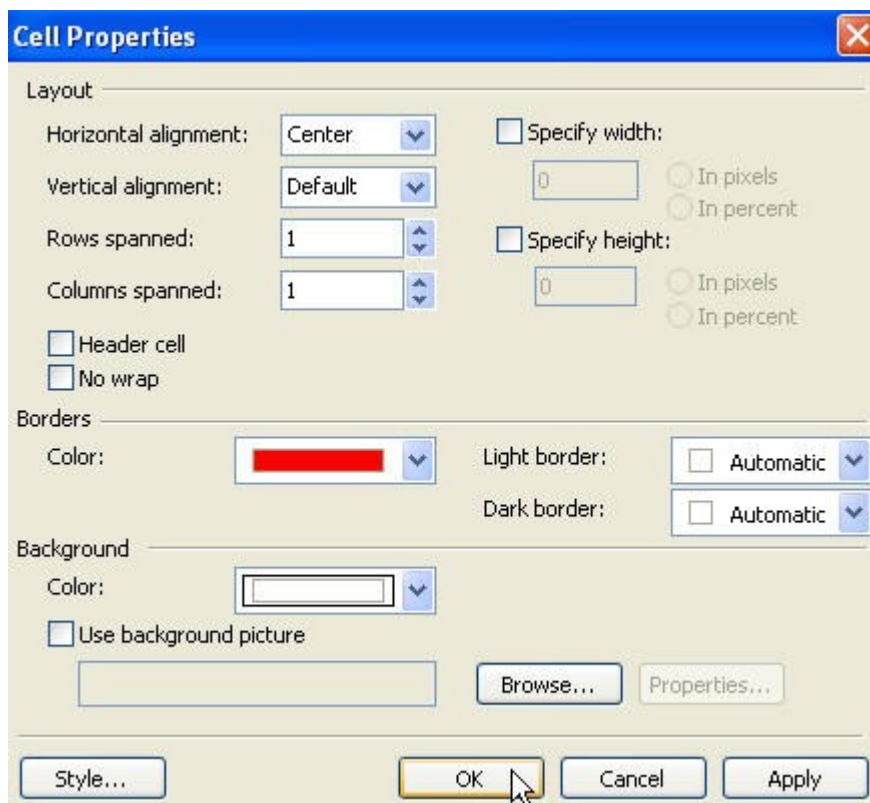 Cell Properties
Layout
Horizontal alignment: Center
Vertical alignment: Default
Rows spanned: 1
Columns spanned: 1
Header cell
No wrap
Specify width:
0 In pixels
In percent
Specify height:
0 In pixels
In percent
Borders
Color:
Light border: Automatic
Dark border: Automatic
Background
Color:
Use background picture
Browse... Properties...
Style... OK Cancel Apply